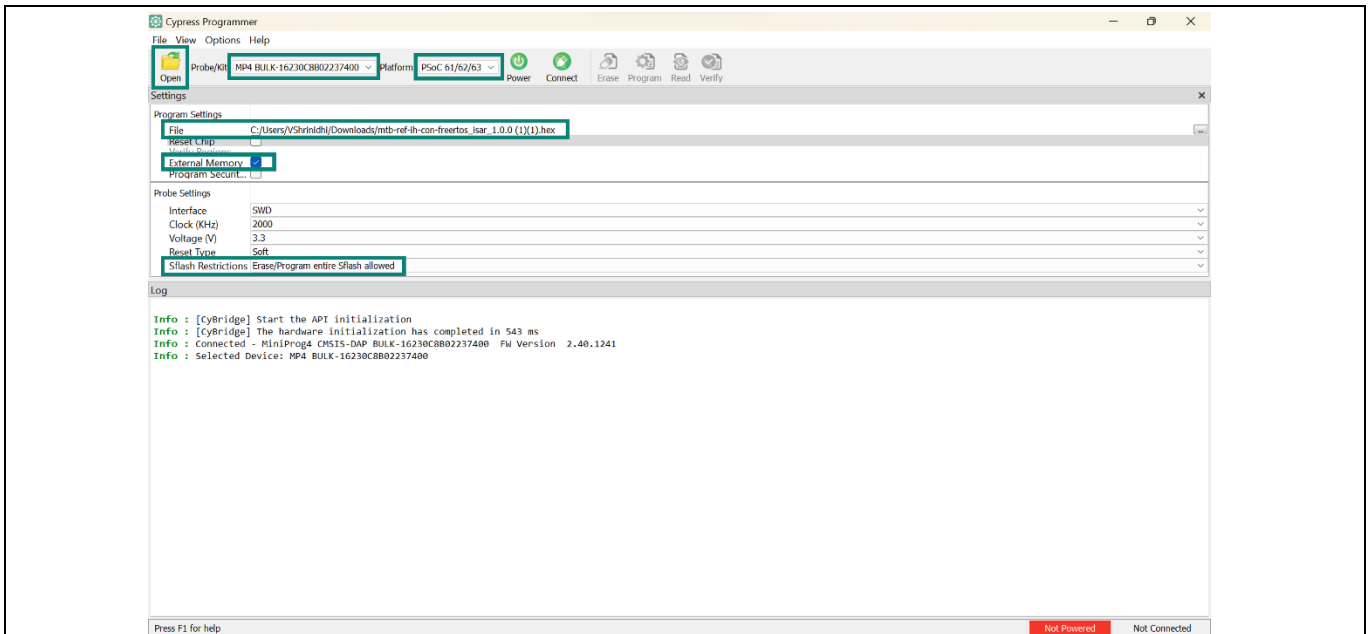 Cypress Programmer
File View Options Help
Open Probe/Kit: MP4 BULK-16230C8B02237400 Platform: PSoC 61/62/63 Power Connect Erase Program Read Verify
Settings
Program Settings
File C:/Users/VShrinidhi/Downloads/mtb-ref-ih-con-freertos_isar_1.0.0 (1)(1).hex
Reset Chip
Verify Regions
External Memory
Program Securit...
Probe Settings
Interface SWD
Clock (KHz) 2000
Voltage (V) 3.3
Reset Type Soft
Sflash Restrictions Erase/Program entire Sflash allowed
Log
Info : [CyBridge] Start the API initialization
Info : [CyBridge] The hardware initialization has completed in 543 ms
Info : Connected - MiniProg4 CMSIS-DAP BULK-16230C8B02237400 FW Version 2.40.1241
Info : Selected Device: MP4 BULK-16230C8B02237400
Press F1 for help Not Powered Not Connected